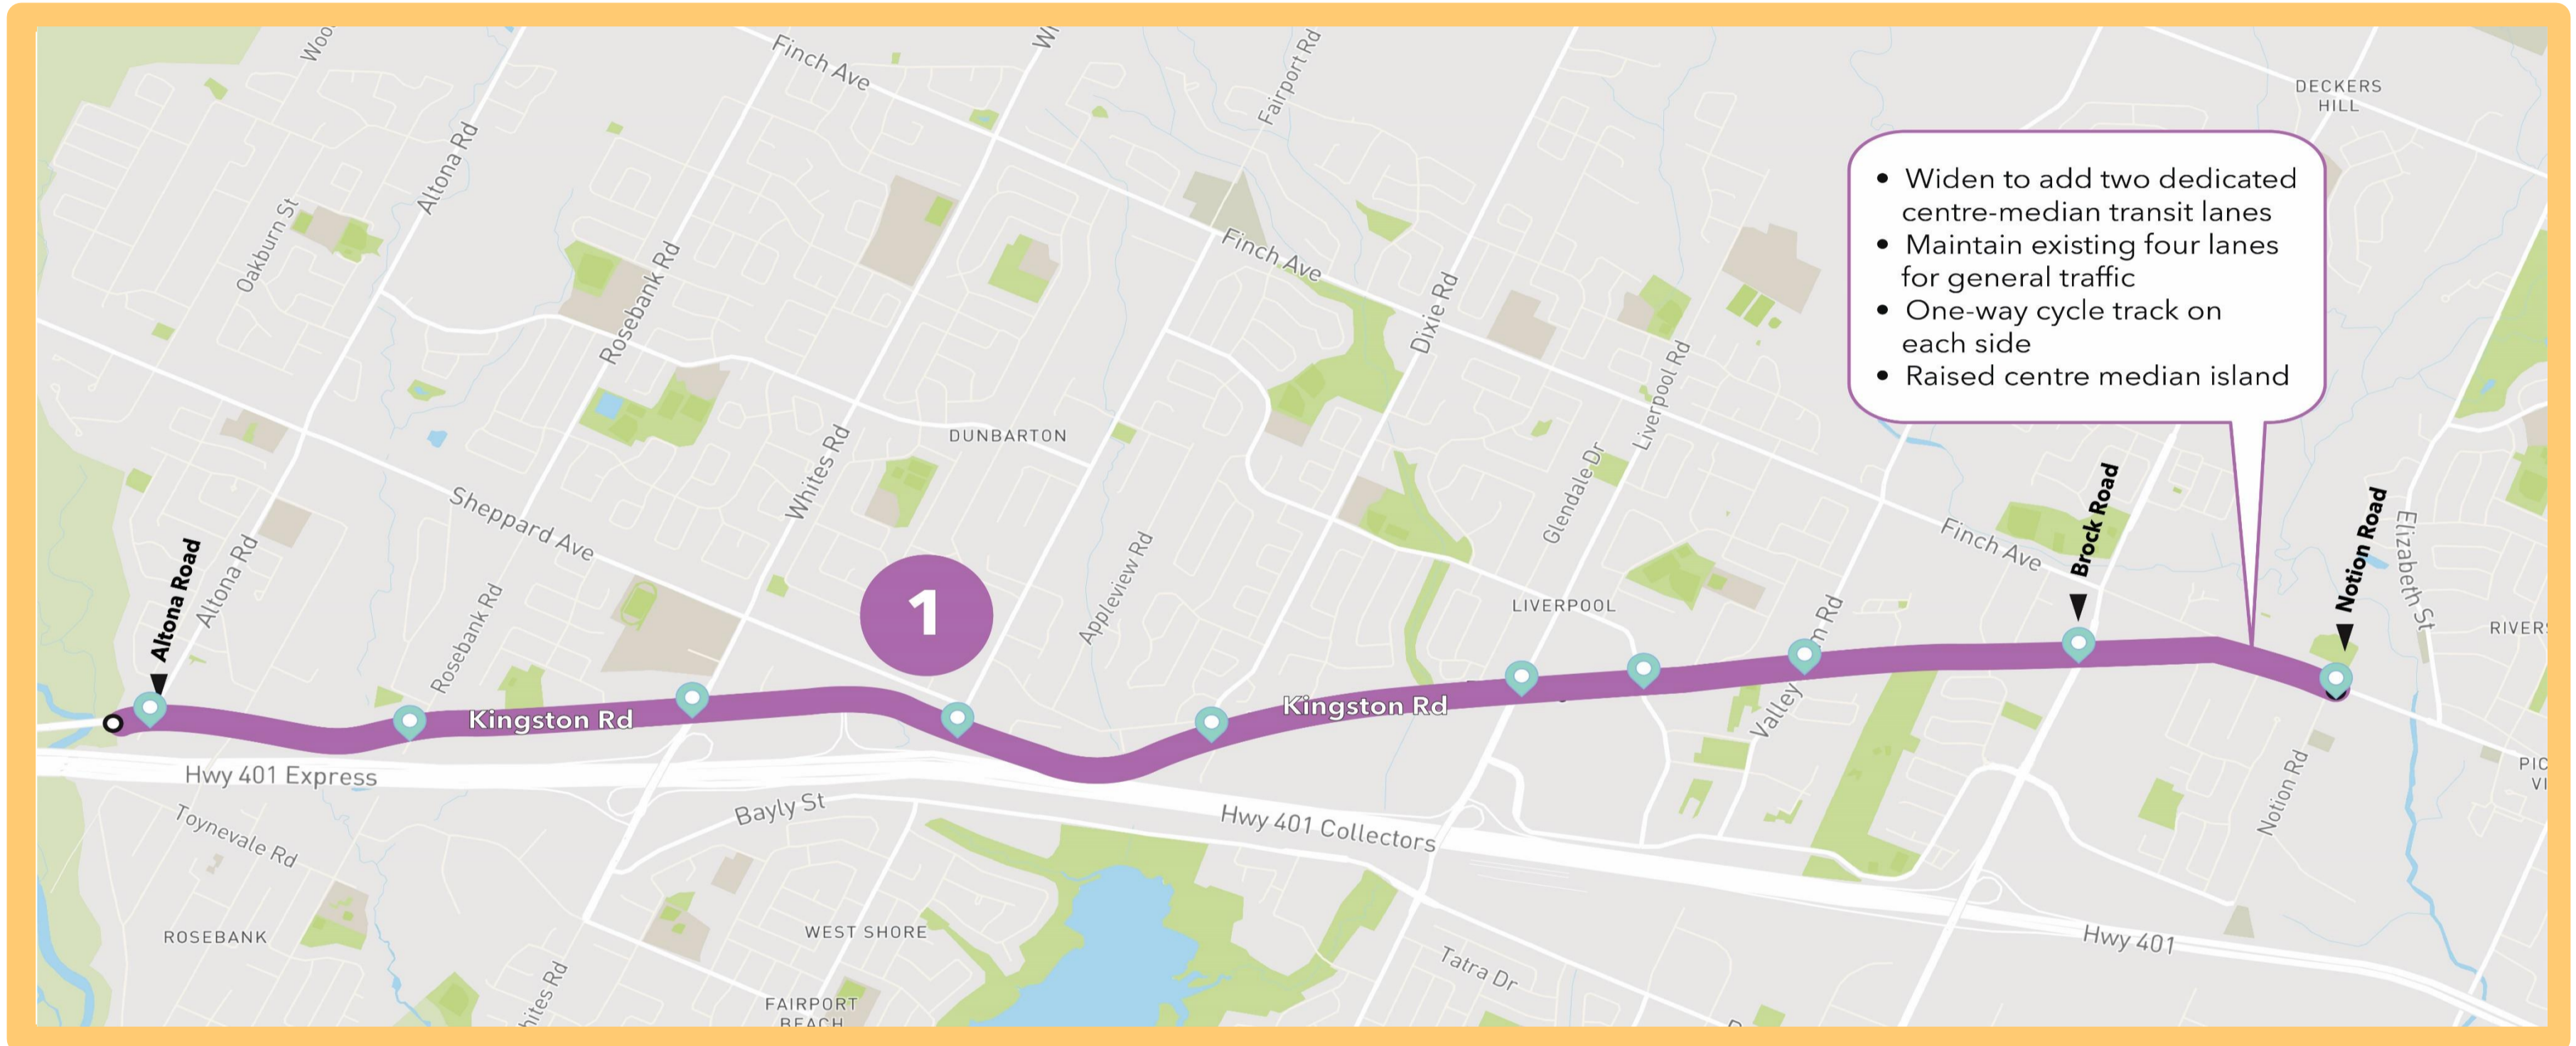 Finch Ave
Fairport Rd
DECKERS
HILL
Altona Rd
Oakburn St
Rosebank Rd
Finch Ave
Dixie Rd
Liverpool Rd
• Widen to add two dedicated
centre-median transit lanes
• Maintain existing four lanes
for general traffic
• One-way cycle track on
each side
• Raised centre median island
DUNBARTON
Whites Rd
Glendale Dr
Sheppard Ave
Finch Ave
Brock Road
Notion Road
Elizabeth St
Altona Road
Altona Rd
Rosebank Rd
Appleview Rd
1
LIVERPOOL
Kingston Rd
Kingston Rd
Valley
Hwy 401 Express
Bayly St
Hwy 401 Collectors
Notion Rd
Toynevale Rd
ROSEBANK
WEST SHORE
Hwy 401
Tatra Dr
FAIRPORT
BEACH